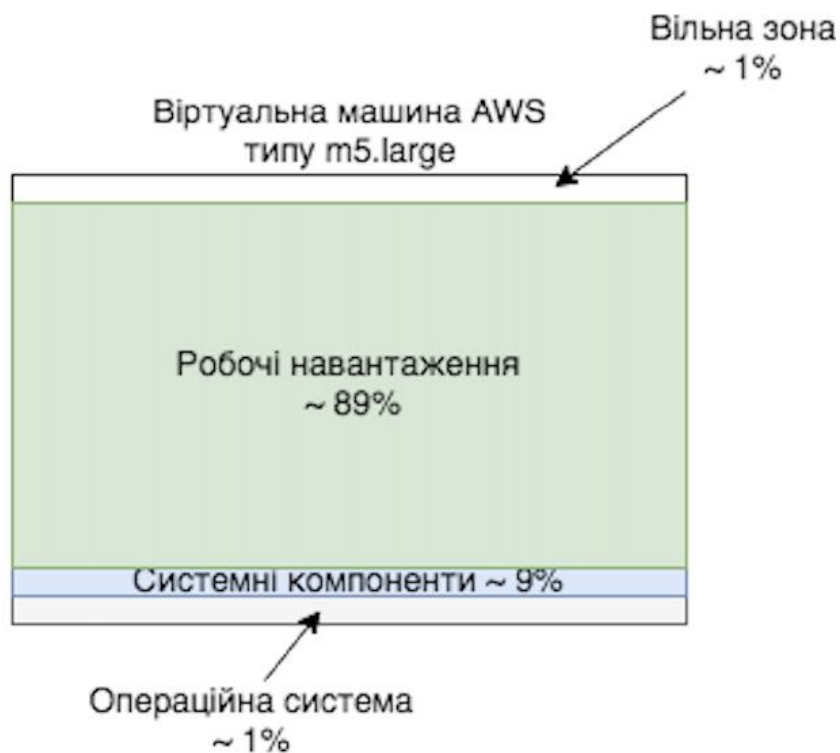 Вільна зона
~ 1%
Віртуальна машина AWS
типу m5.large
Робочі навантаження
~ 89%
Системні компоненти ~ 9%
Операційна система
~ 1%